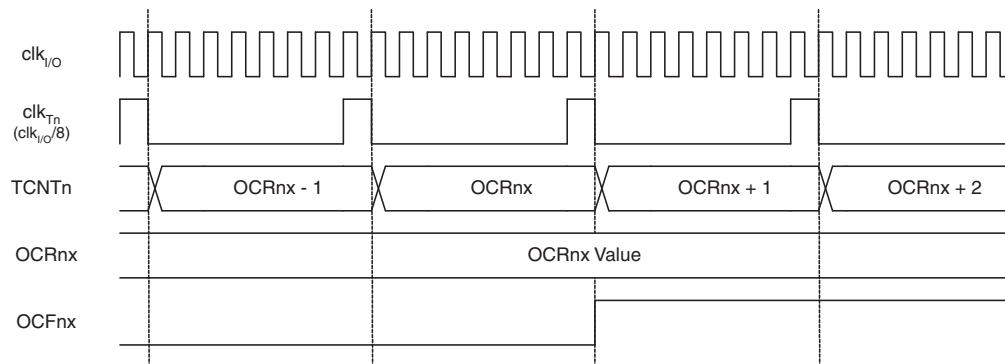 clkI/O
clkTn
(clkI/O/8)
TCNTn OCRnx - 1 OCRnx OCRnx + 1 OCRnx + 2
OCRnx OCRnx Value
OCFnx